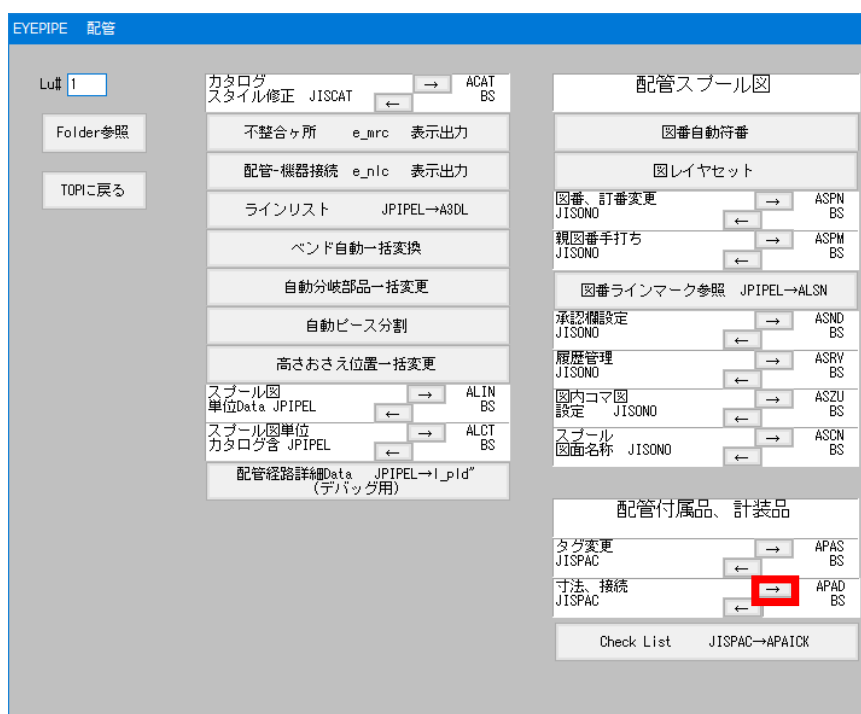 EYEPIPE 配管
Lu# 1
Folder参照
TOPIに戻る
カタログ → ACAT
スタイル修正 JISCAT ← BS
不整合ヶ所 e_mrc 表示出力
配管-機器接続 e_nlc 表示出力
ラインリスト JPIPEL→A3DL
ベンド自動一括変換
自動分岐部品一括変更
自動ピース分割
高さおさえ位置一括変更
スプール図 → ALIN
単位Data JPIPEL ← BS
スプール図単位 → ALCT
カタログ含 JPIPEL ← BS
配管経路詳細Data JPIPEL→l_pld"
(デバッグ用)
配管スプール図
図番自動符番
図レイヤセット
図番、訂番変更 → ASPN
JISONO ← BS
親図番手打ち → ASPM
JISONO ← BS
図番ラインマーク参照 JPIPEL→ALSN
承認欄設定 → ASND
JISONO ← BS
履歴管理 → ASRV
JISONO ← BS
図内コマ図 → ASZU
設定 JISONO ← BS
スプール → ASCN
図面名称 JISONO ← BS
配管付属品、計装品
タグ変更 → APAS
JISPAC ← BS
寸法、接続 → APAD
JISPAC ← BS
Check List JISPAC→APAICK